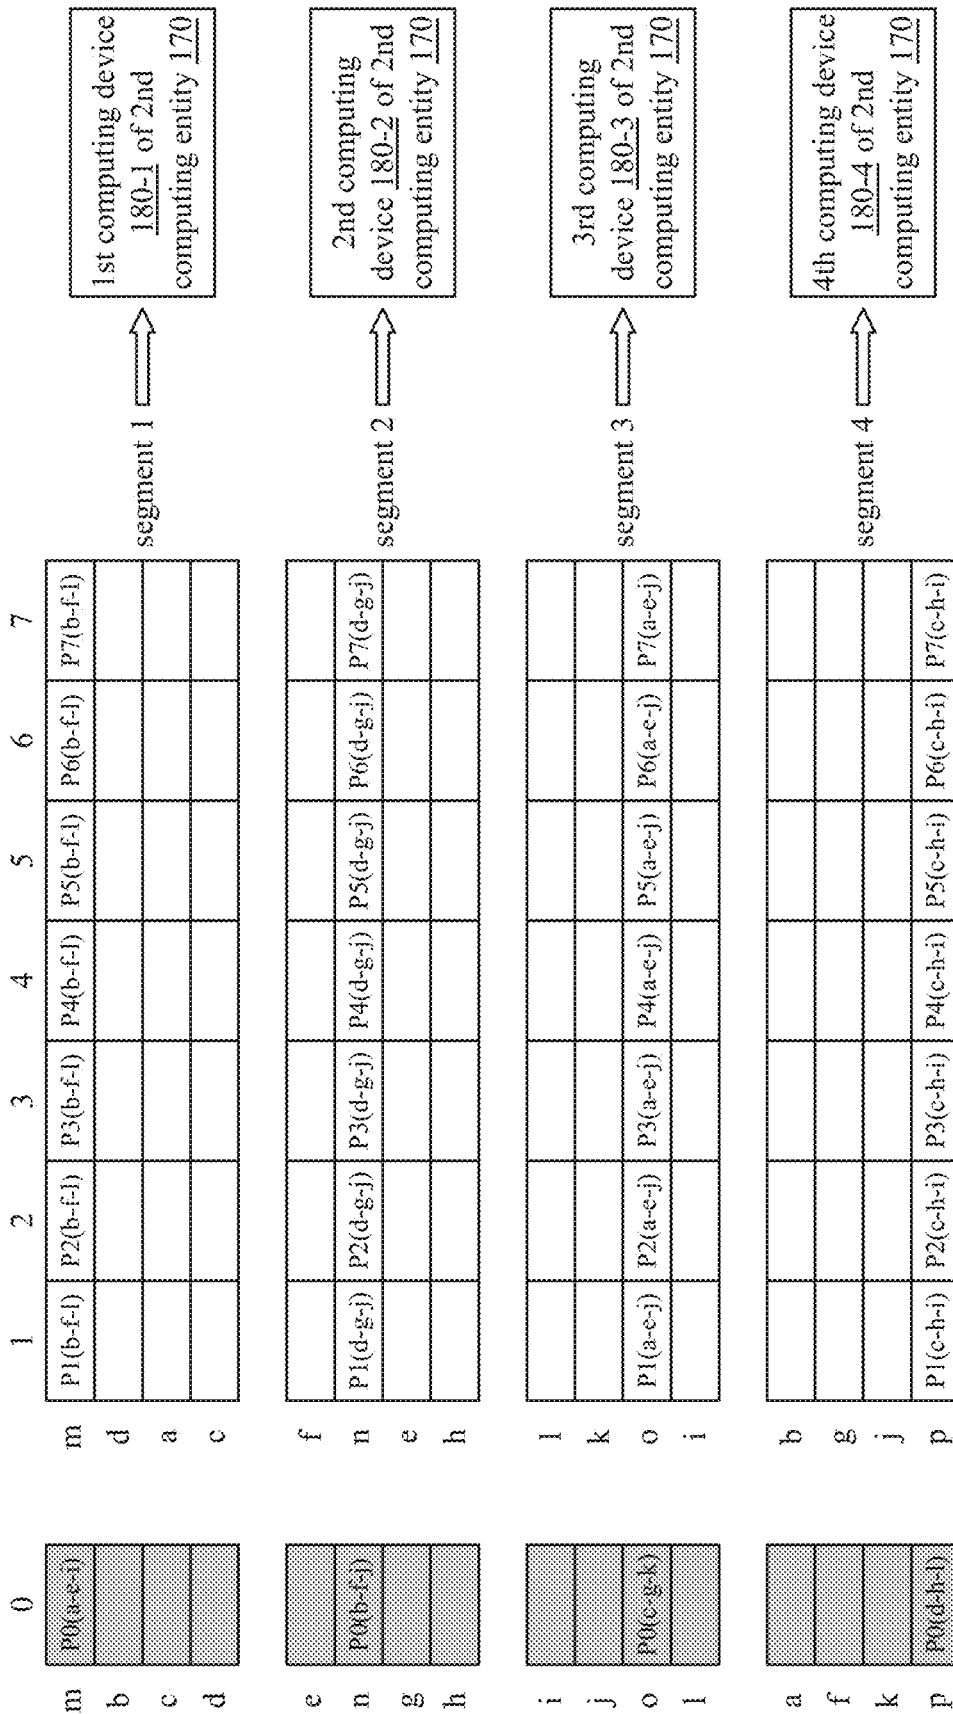 0 1 2 3 4 5 6 7
m P0(a-e-i) m P1(b-f-l) P2(b-f-l) P3(b-f-l) P4(b-f-l) P5(b-f-l) P6(b-f-l) P7(b-f-l)
b d
c a
d c
segment 1
1st computing device
180-1 of 2nd
computing entity 170
e f
n P0(b-f-j) n P1(d-g-j) P2(d-g-j) P3(d-g-j) P4(d-g-j) P5(d-g-j) P6(d-g-j) P7(d-g-j)
g e
h h
segment 2
2nd computing
device 180-2 of 2nd
computing entity 170
i l
j k
o P0(c-g-k) o P1(a-e-j) P2(a-e-j) P3(a-e-j) P4(a-e-j) P5(a-e-j) P6(a-e-j) P7(a-e-j)
l i
segment 3
3rd computing
device 180-3 of 2nd
computing entity 170
a b
f g
k j
p P0(d-h-l) p P1(c-h-i) P2(c-h-i) P3(c-h-i) P4(c-h-i) P5(c-h-i) P6(c-h-i) P7(c-h-i)
segment 4
4th computing device
180-4 of 2nd
computing entity 170